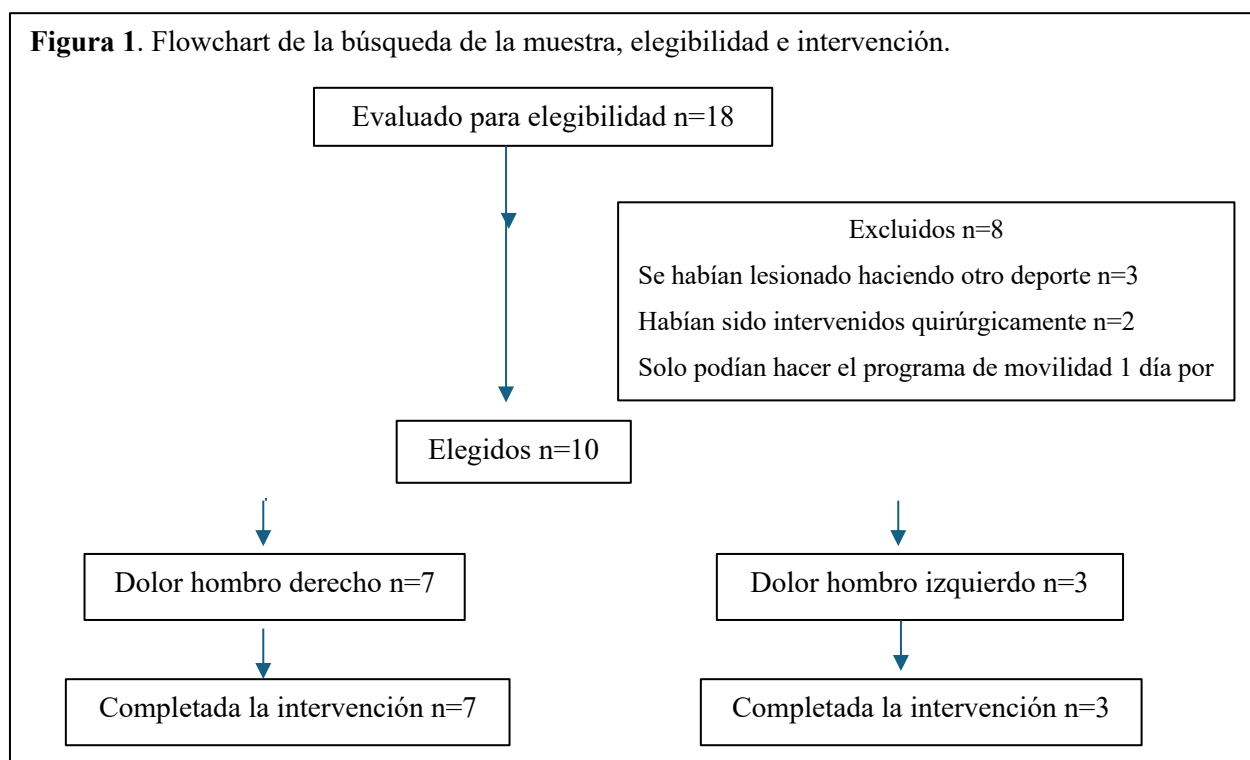 Figura 1. Flowchart de la búsqueda de la muestra, elegibilidad e intervención.
Evaluado para elegibilidad n=18
Excluidos n=8
Se habían lesionado haciendo otro deporte n=3
Habían sido intervenidos quirúrgicamente n=2
Solo podían hacer el programa de movilidad 1 día por
Elegidos n=10
Dolor hombro derecho n=7
Dolor hombro izquierdo n=3
Completada la intervención n=7
Completada la intervención n=3